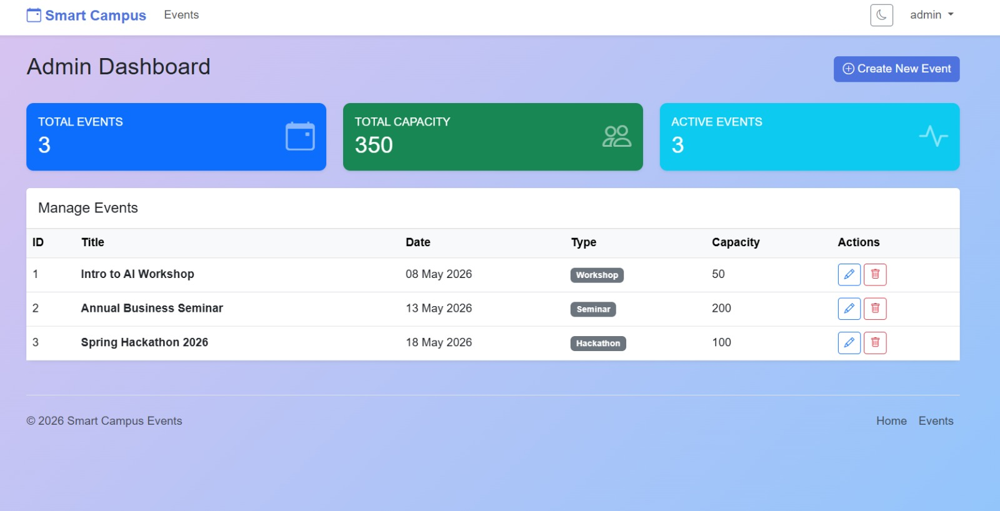 Smart Campus Events admin
Admin Dashboard
Create New Event
TOTAL EVENTS
3
TOTAL CAPACITY
350
ACTIVE EVENTS
3
Manage Events
ID Title Date Type Capacity Actions
1 Intro to AI Workshop 08 May 2026 Workshop 50
2 Annual Business Seminar 13 May 2026 Seminar 200
3 Spring Hackathon 2026 18 May 2026 Hackathon 100
© 2026 Smart Campus Events Home Events